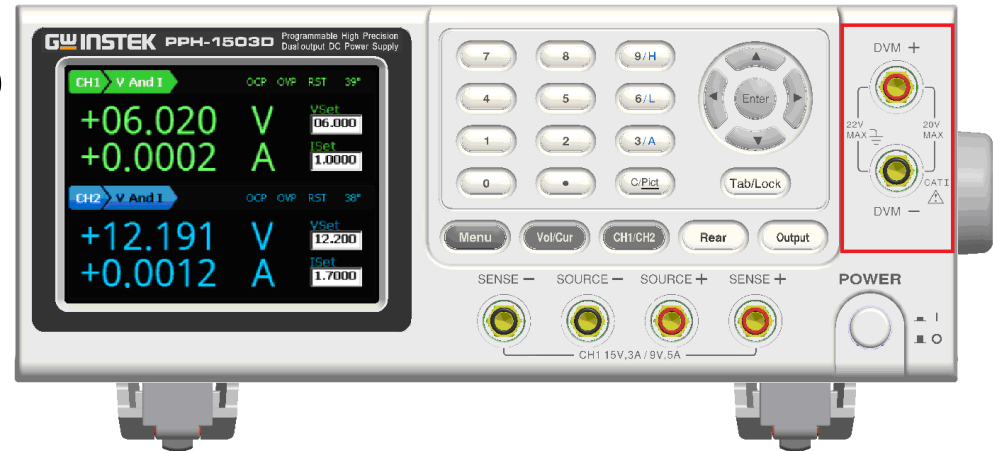 GWINSTEK PPH-1503D Programmable High Precision
Dual output DC Power Supply
CH1 V And I OCP OVP RST 39°
+06.020 V VSet 06.000
+0.0002 A ISet 1.0000
CH2 V And I OCP OVP RST 38°
+12.191 V VSet 12.200
+0.0012 A ISet 1.7000
7 8 9/H
4 5 6/L
1 2 3/A
0 • C/Pict
Enter
Tab/Lock
Menu Vol/Cur CH1/CH2 Rear Output
SENSE − SOURCE − SOURCE + SENSE +
CH1 15V,3A / 9V,5A
DVM +
22V MAX
20V MAX
CATI
DVM −
POWER
I
O